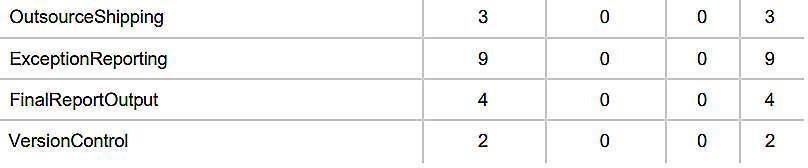 OutsourceShipping 3 0 0 3
ExceptionReporting 9 0 0 9
FinalReportOutput 4 0 0 4
VersionControl 2 0 0 2